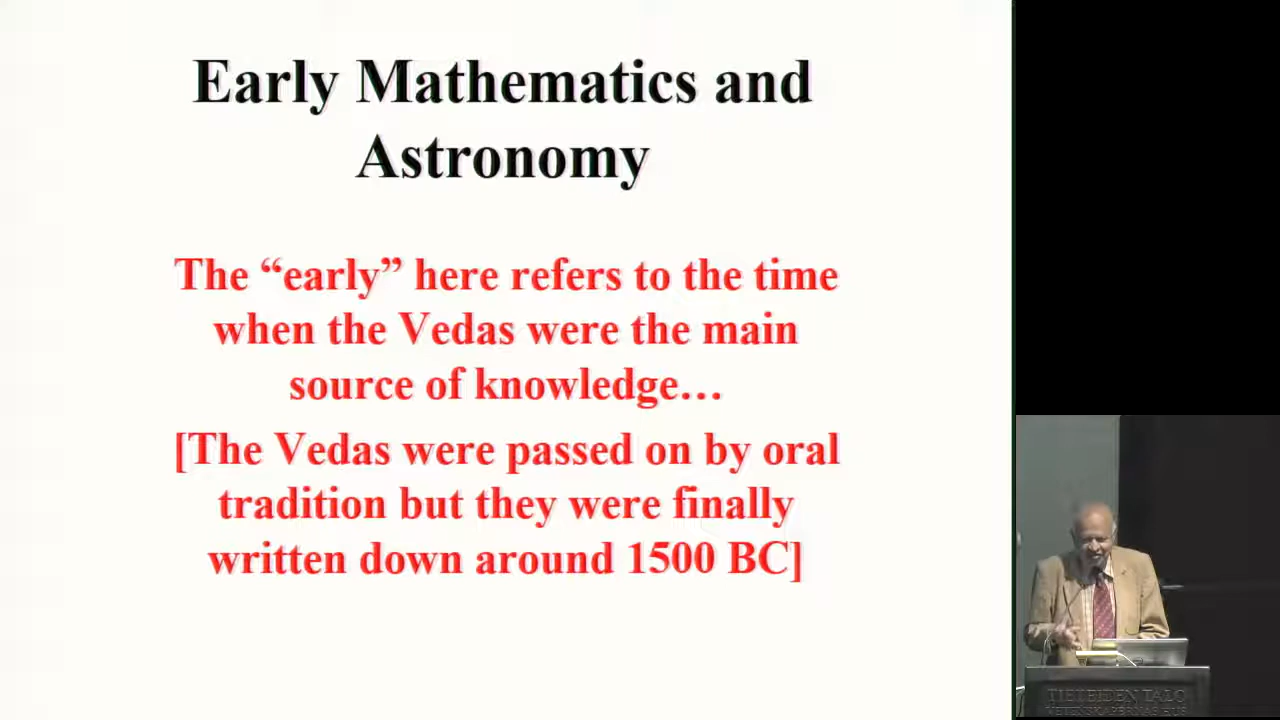 Early Mathematics and
Astronomy
The “early” here refers to the time
when the Vedas were the main
source of knowledge…
[The Vedas were passed on by oral
tradition but they were finally
written down around 1500 BC]
TIETEIDEN TALO
VETENSKAPERNAS HUS